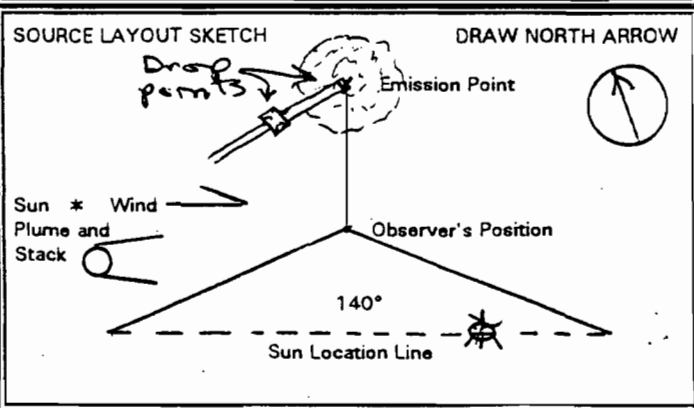 SOURCE LAYOUT SKETCH
DRAW NORTH ARROW
Drop
points
Emission Point
Sun * Wind
Plume and
Stack
Observer's Position
140°
Sun Location Line